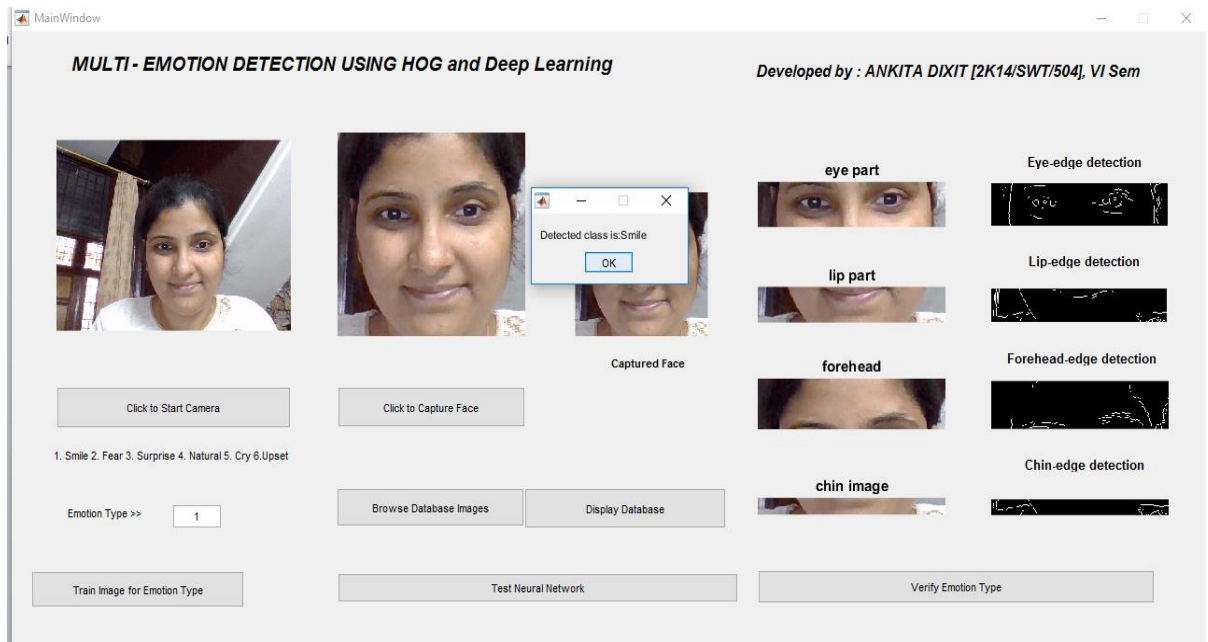 MainWindow
MULTI - EMOTION DETECTION USING HOG and Deep Learning
Developed by : ANKITA DIXIT [2K14/SWT/504], VI Sem
eye part
Eye-edge detection
Detected class is:Smile
OK
lip part
Lip-edge detection
Captured Face
forehead
Forehead-edge detection
Click to Start Camera
Click to Capture Face
1. Smile 2. Fear 3. Surprise 4. Natural 5. Cry 6.Upset
chin image
Chin-edge detection
Emotion Type >>
1
Browse Database Images
Display Database
Train Image for Emotion Type
Test Neural Network
Verify Emotion Type